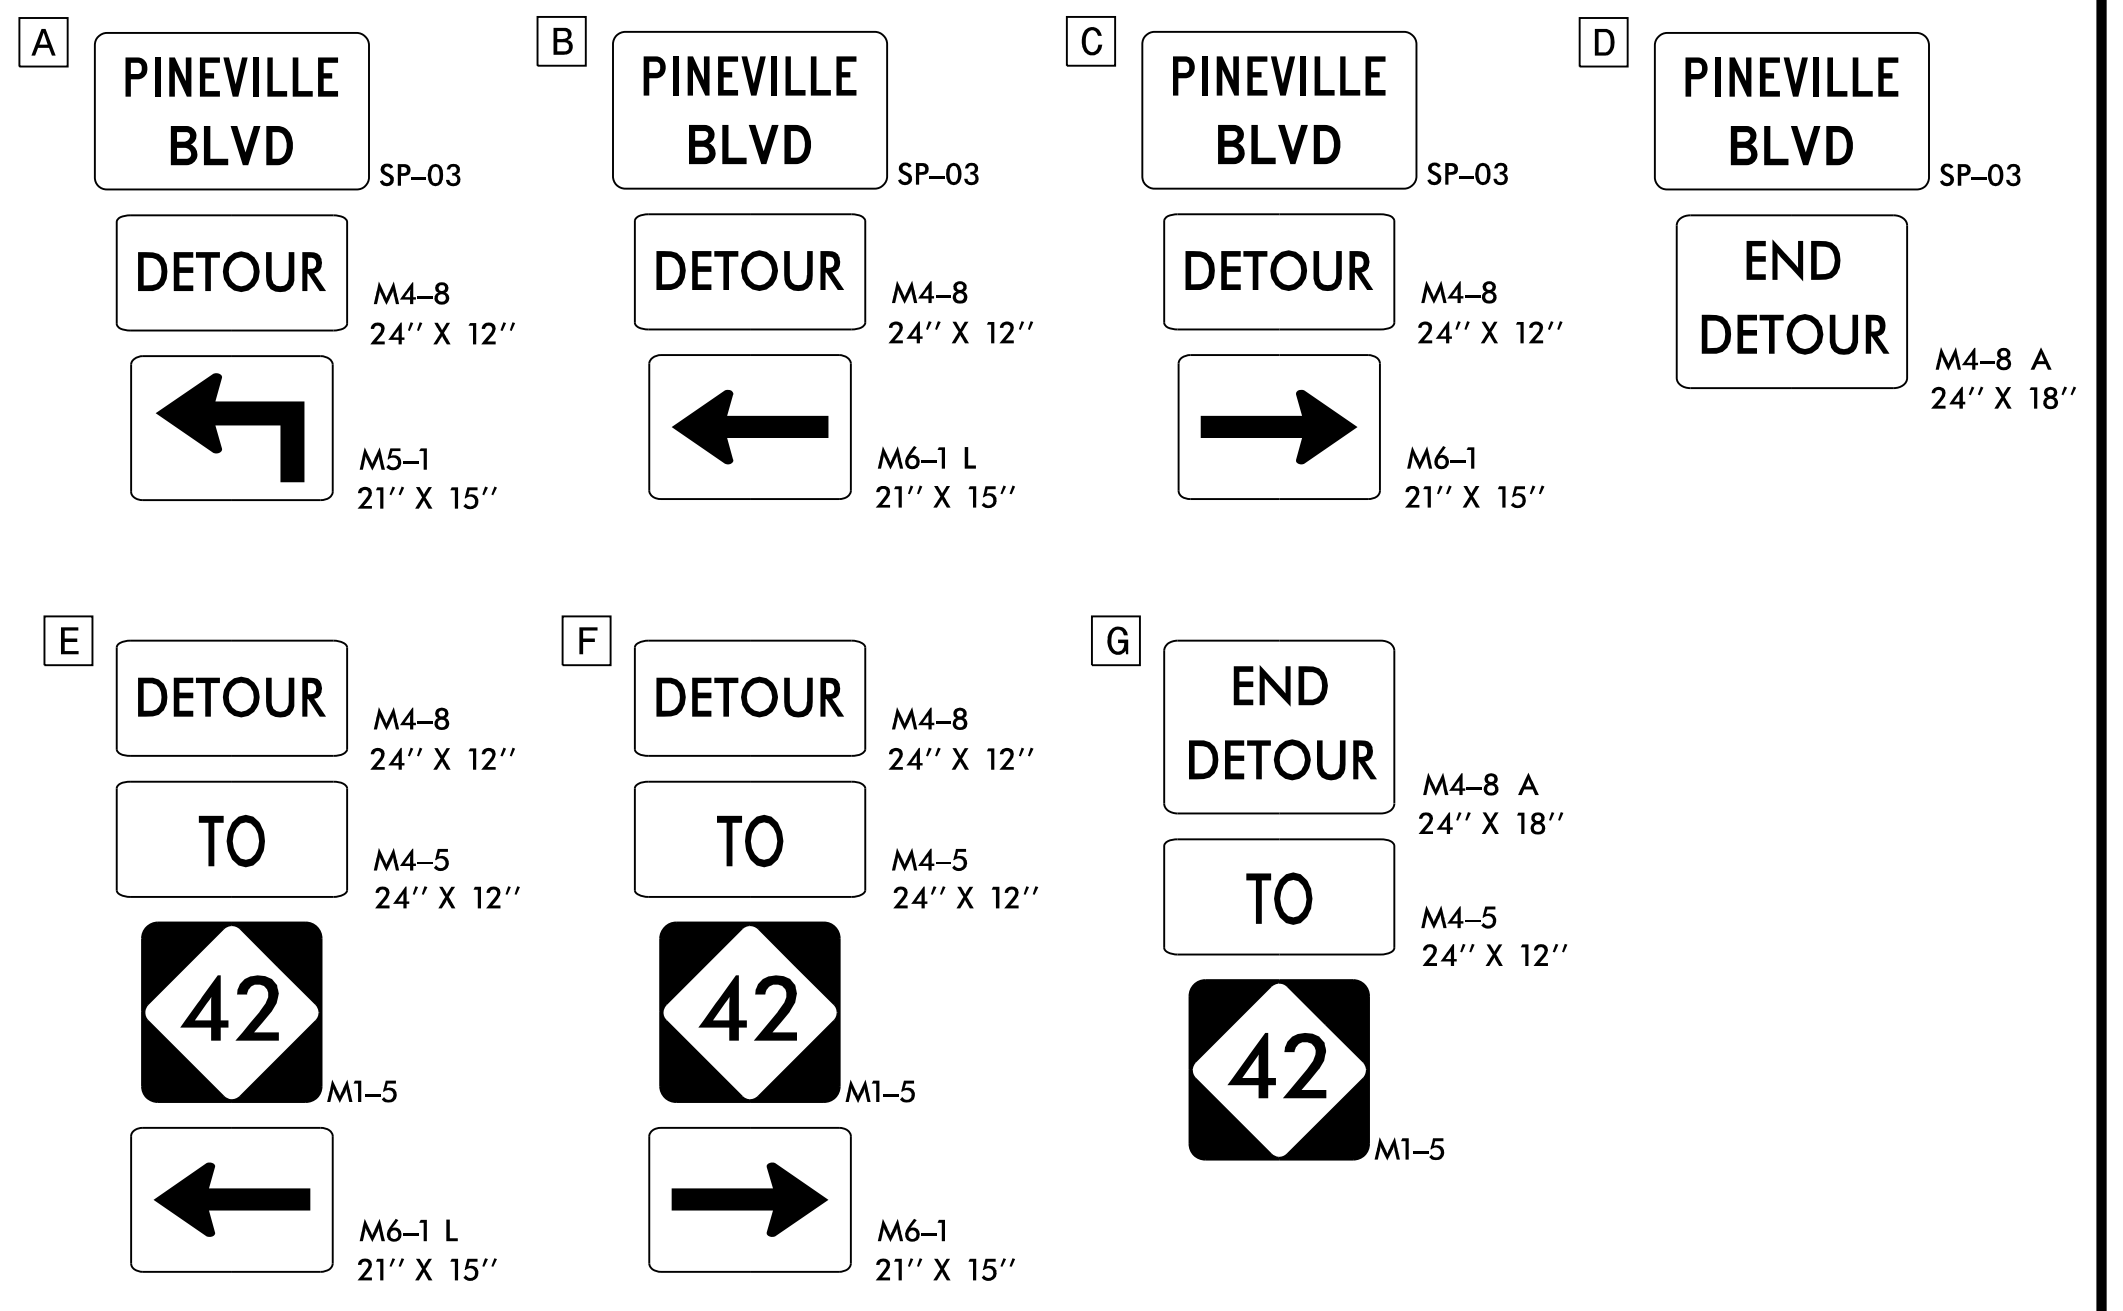 A
PINEVILLE
BLVD
SP–03
DETOUR
M4–8
24’’ X 12’’
M5–1
21’’ X 15’’
B
PINEVILLE
BLVD
SP–03
DETOUR
M4–8
24’’ X 12’’
M6–1 L
21’’ X 15’’
C
PINEVILLE
BLVD
SP–03
DETOUR
M4–8
24’’ X 12’’
M6–1
21’’ X 15’’
D
PINEVILLE
BLVD
SP–03
END
DETOUR
M4–8 A
24’’ X 18’’
E
DETOUR
M4–8
24’’ X 12’’
TO
M4–5
24’’ X 12’’
42
M1–5
M6–1 L
21’’ X 15’’
F
DETOUR
M4–8
24’’ X 12’’
TO
M4–5
24’’ X 12’’
42
M1–5
M6–1
21’’ X 15’’
G
END
DETOUR
M4–8 A
24’’ X 18’’
TO
M4–5
24’’ X 12’’
42
M1–5